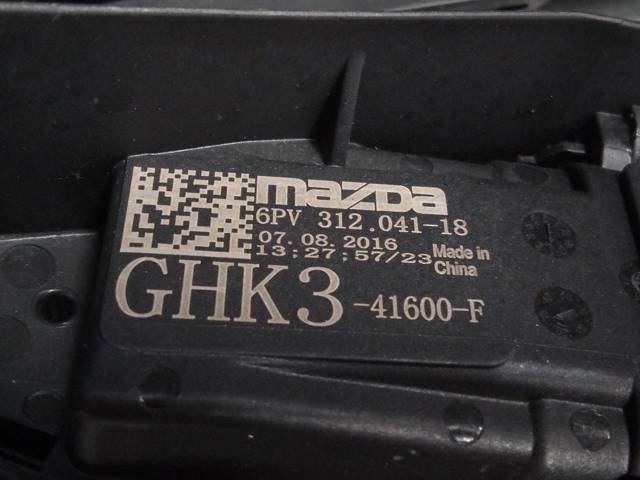 mazda
6PV 312.041-18
07.08.2016
13:27:57/23
Made in
China
GHK3-41600-F